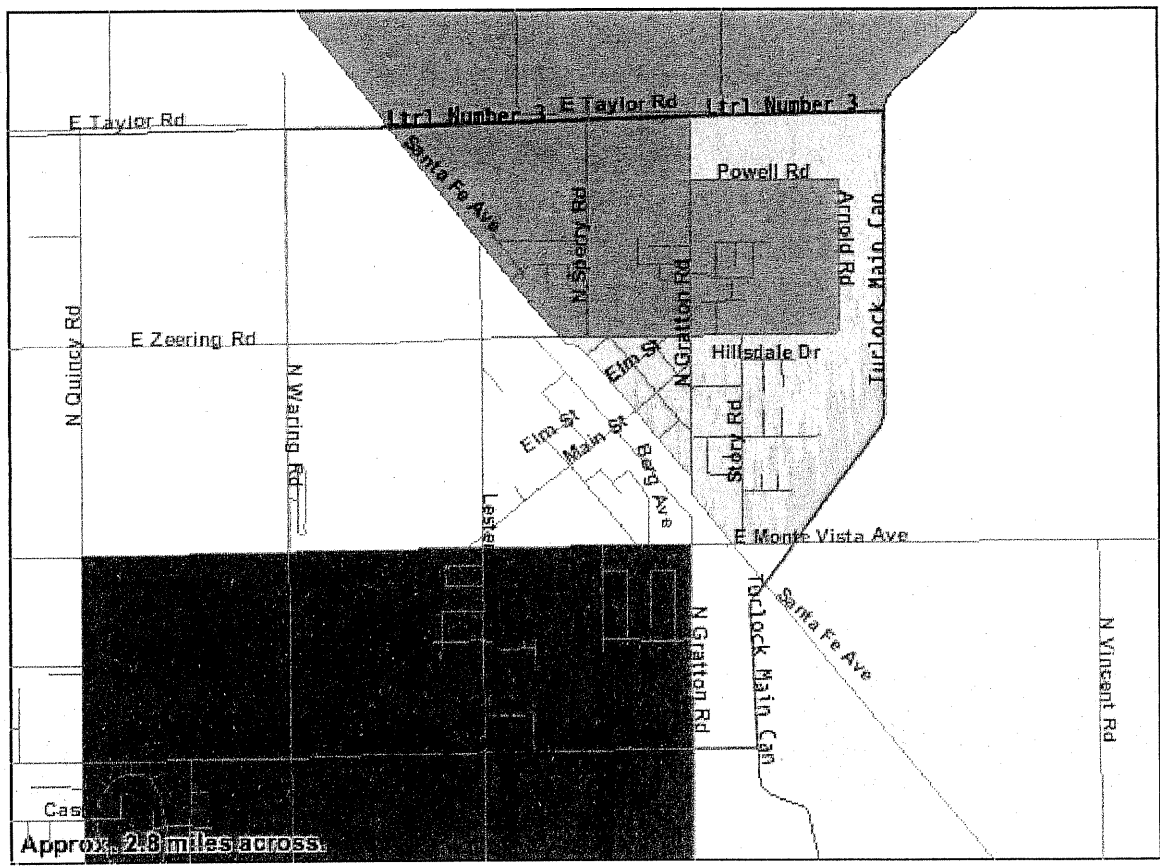 E Taylor Rd
Ltrl Number 3
E Taylor Rd
Ltrl Number 3
Santa Fe Ave
Powell Rd
N Sperry Rd
Arnold Rd
Turlock Main Can
N Gratton Rd
N Quincy Rd
E Zeering Rd
Elm St
Hillsdale Dr
N Waring Rd
Elm St
Main St
Story Rd
Berg Ave
Lester
E Monte Vista Ave
Turlock Main Can
Santa Fe Ave
N Gratton Rd
N Vincent Rd
Cas
Approx. 2.8 miles across.